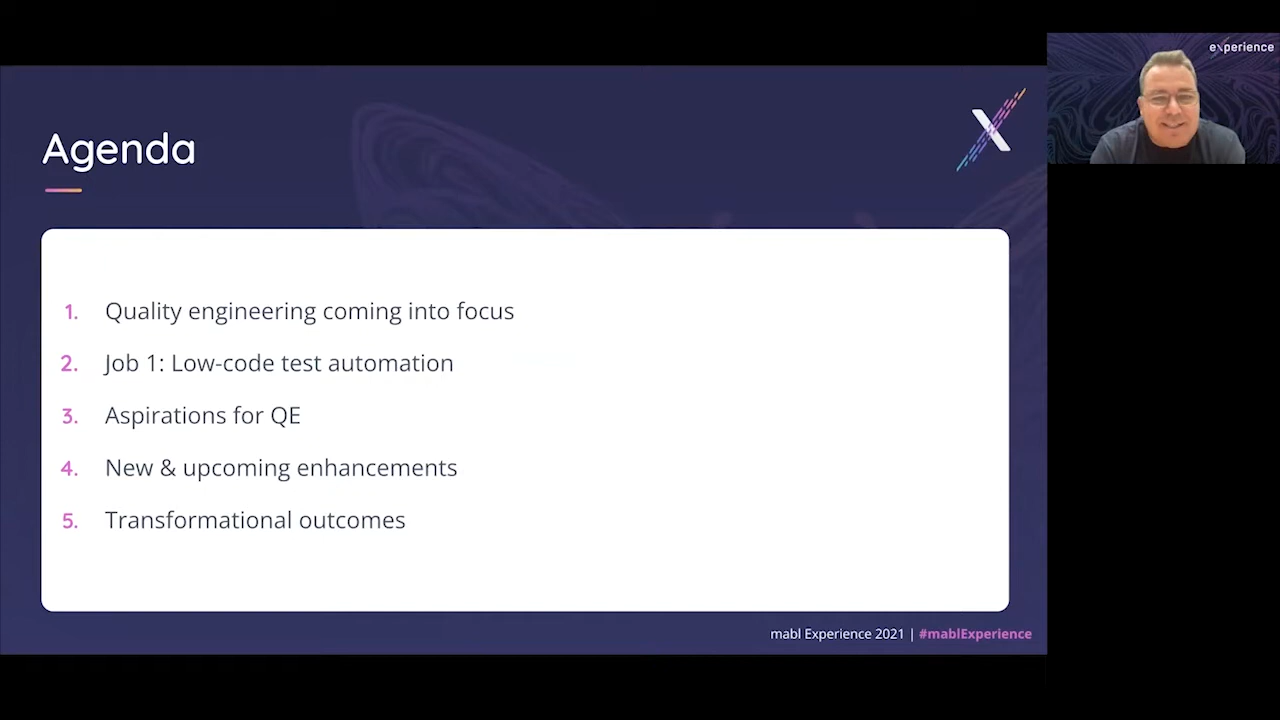 Agenda
1. Quality engineering coming into focus
2. Job 1: Low-code test automation
3. Aspirations for QE
4. New & upcoming enhancements
5. Transformational outcomes
mabl Experience 2021 | #mablExperience
experience